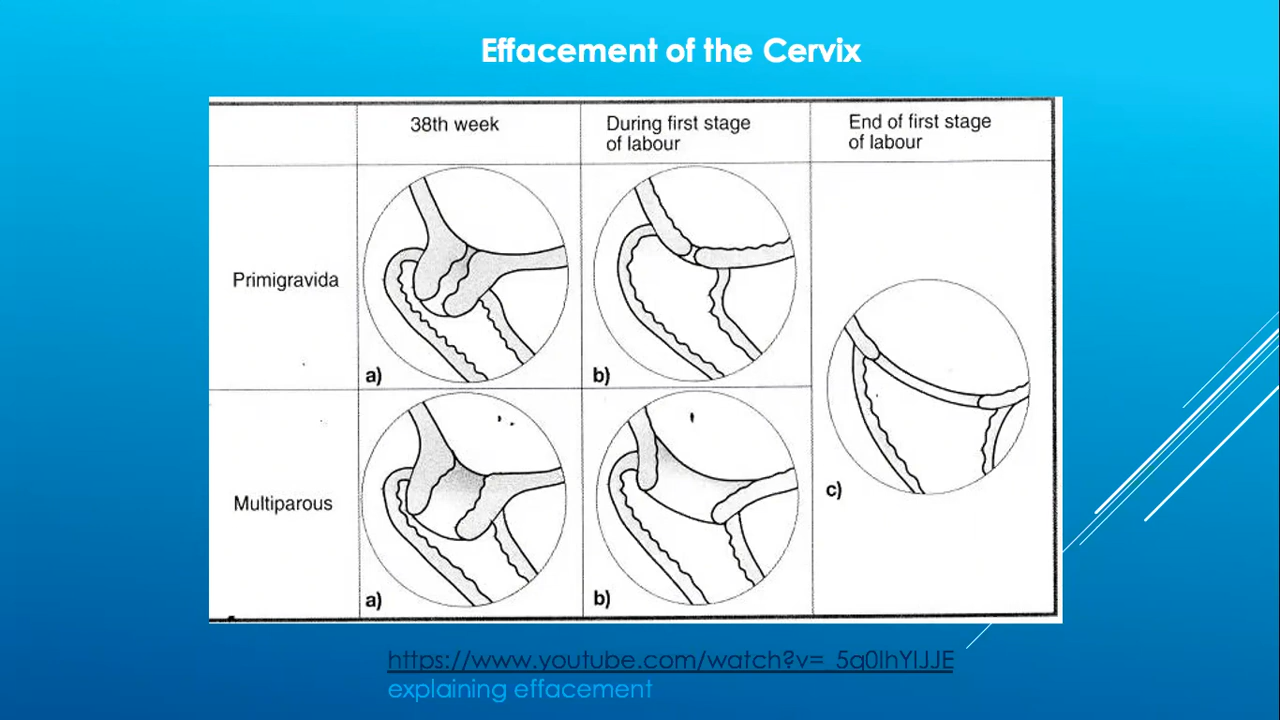 Effacement of the Cervix
38th week
During first stage
of labour
End of first stage
of labour
Primigravida
a)
b)
Multiparous
a)
b)
c)
https://www.youtube.com/watch?v=_5q0IhYIJJE
explaining effacement